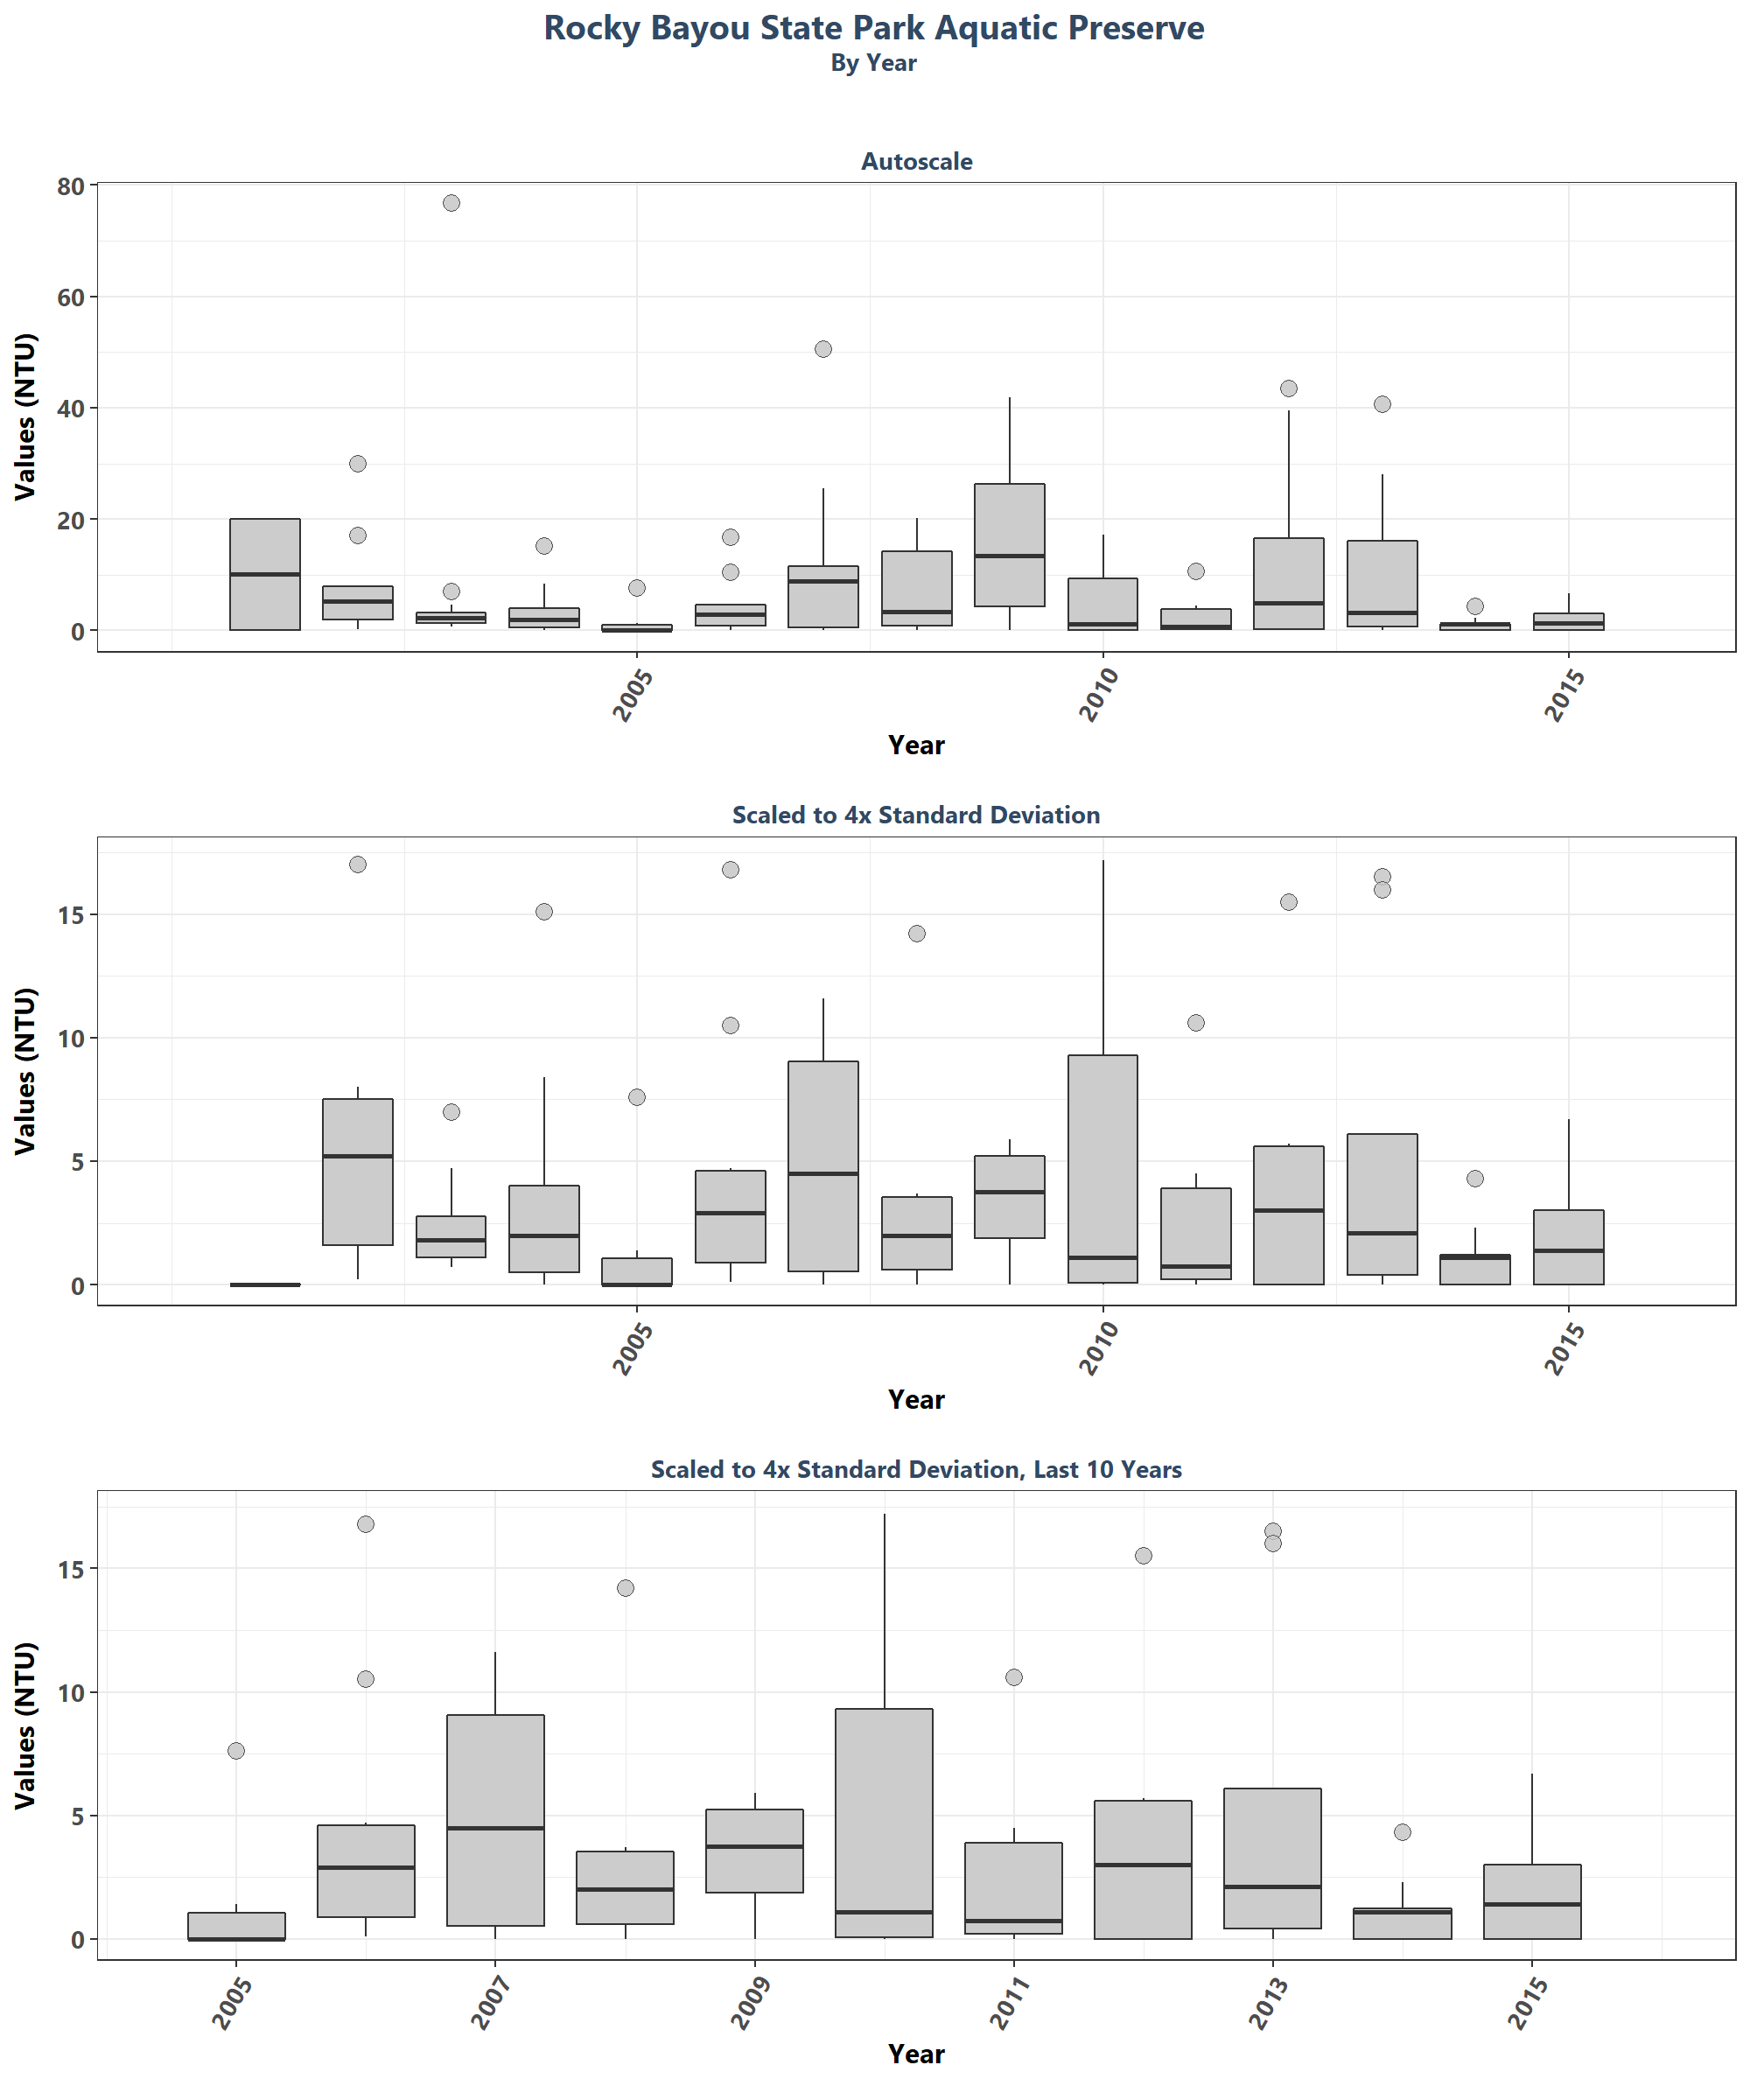 Rocky Bayou State Park Aquatic Preserve
By Year
Autoscale
Values (NTU)
80
60
40
20
0
2005
2010
2015
Year
Scaled to 4x Standard Deviation
Values (NTU)
15
10
5
0
2005
2010
2015
Year
Scaled to 4x Standard Deviation, Last 10 Years
Values (NTU)
15
10
5
0
2005
2007
2009
2011
2013
2015
Year